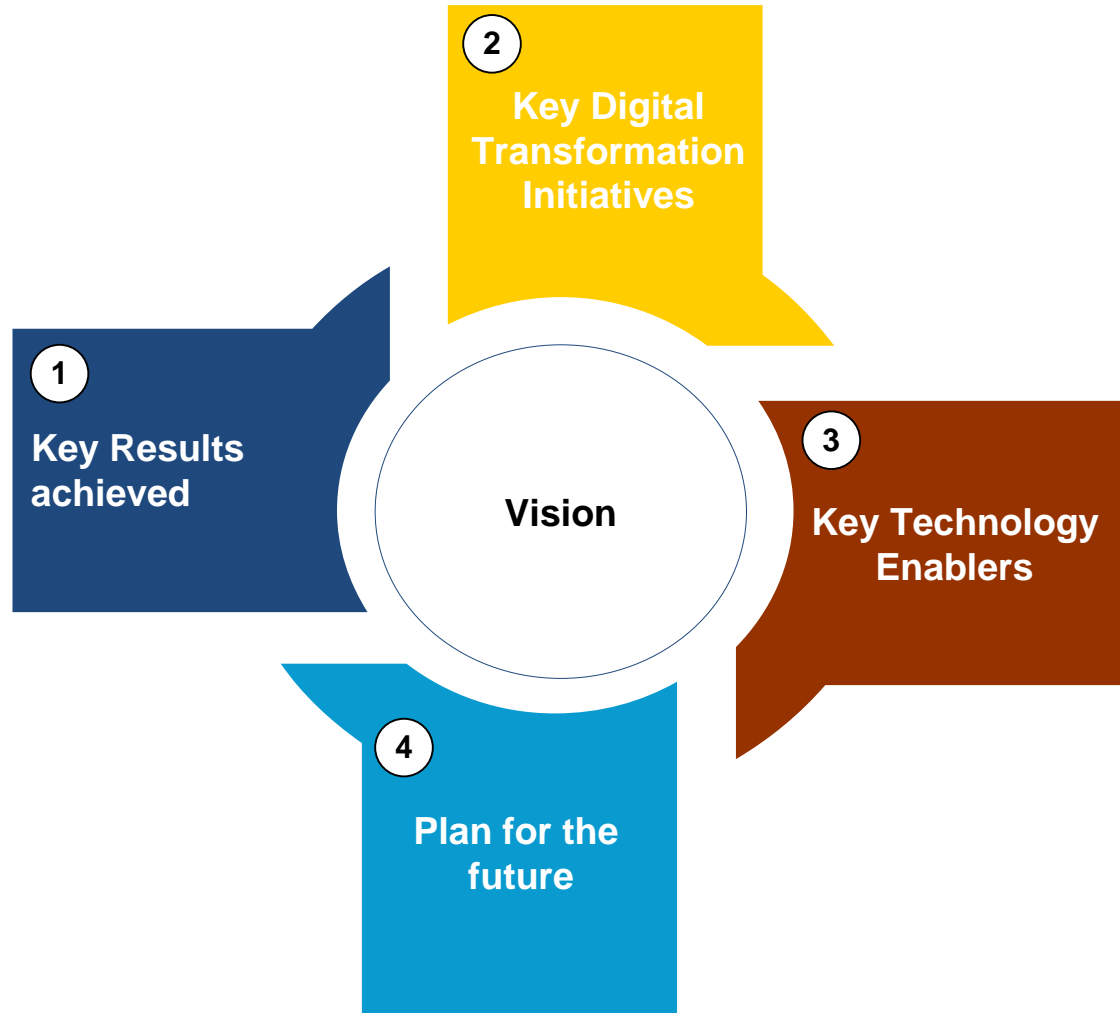 1
Key Results
achieved
2
Key Digital
Transformation
Initiatives
3
Key Technology
Enablers
4
Plan for the
future
Vision